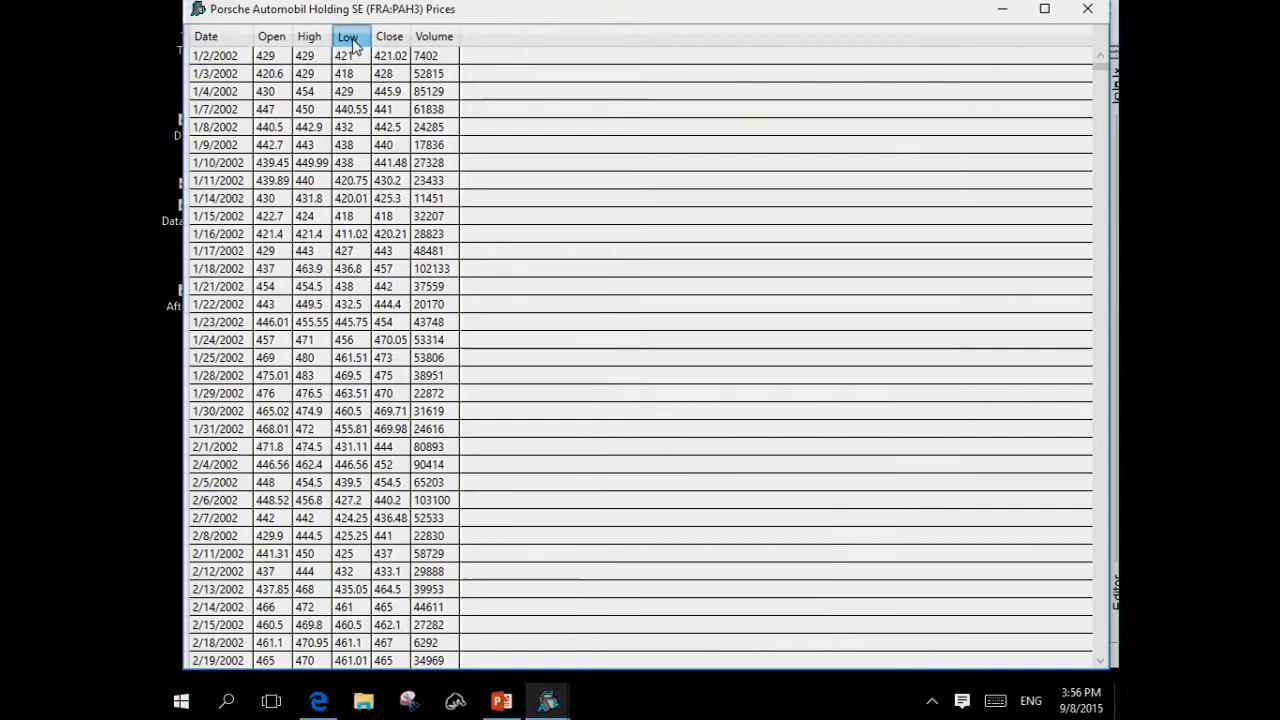 Porsche Automobil Holding SE (FRA:PAH3) Prices
Date Open High Low Close Volume
1/2/2002 429 429 421 421.02 7402
1/3/2002 420.6 429 418 428 52815
1/4/2002 430 454 429 445.9 85129
1/7/2002 447 450 440.55 441 61838
1/8/2002 440.5 442.9 432 442.5 24285
1/9/2002 442.7 443 438 440 17836
1/10/2002 439.45 449.99 438 441.48 27328
1/11/2002 439.89 440 420.75 430.2 23433
1/14/2002 430 431.8 420.01 425.3 11451
1/15/2002 422.7 424 418 418 32207
1/16/2002 421.4 421.4 411.02 420.21 28823
1/17/2002 429 443 427 443 48481
1/18/2002 437 463.9 436.8 457 102133
1/21/2002 454 454.5 438 442 37559
1/22/2002 443 449.5 432.5 444.4 20170
1/23/2002 446.01 455.55 445.75 454 43748
1/24/2002 457 471 456 470.05 53314
1/25/2002 469 480 461.51 473 53806
1/28/2002 475.01 483 469.5 475 38951
1/29/2002 476 476.5 463.51 470 22872
1/30/2002 465.02 474.9 460.5 469.71 31619
1/31/2002 468.01 472 455.81 469.98 24616
2/1/2002 471.8 474.5 431.11 444 80893
2/4/2002 446.56 462.4 446.56 452 90414
2/5/2002 448 454.5 439.5 454.5 65203
2/6/2002 448.52 456.8 427.2 440.2 103100
2/7/2002 442 442 424.25 436.48 52533
2/8/2002 429.9 444.5 425.25 441 22830
2/11/2002 441.31 450 425 437 58729
2/12/2002 437 444 432 433.1 29888
2/13/2002 437.85 468 435.05 464.5 39953
2/14/2002 466 472 461 465 44611
2/15/2002 460.5 469.8 460.5 462.1 27282
2/18/2002 461.1 470.95 461.1 467 6292
2/19/2002 465 470 461.01 465 34969
Data
Aft
Editor
ENG
3:56 PM
9/8/2015